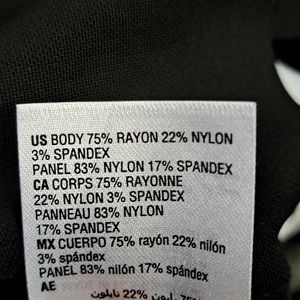 US BODY 75% RAYON 22% NYLON
3% SPANDEX
PANEL 83% NYLON 17% SPANDEX
CA CORPS 75% RAYONNE
22% NYLON 3% SPANDEX
PANNEAU 83% NYLON
17% SPANDEX
MX CUERPO 75% rayón 22% nilón
3% spándex
PANEL 83% nilón 17% spándex
AE
22% نايلون